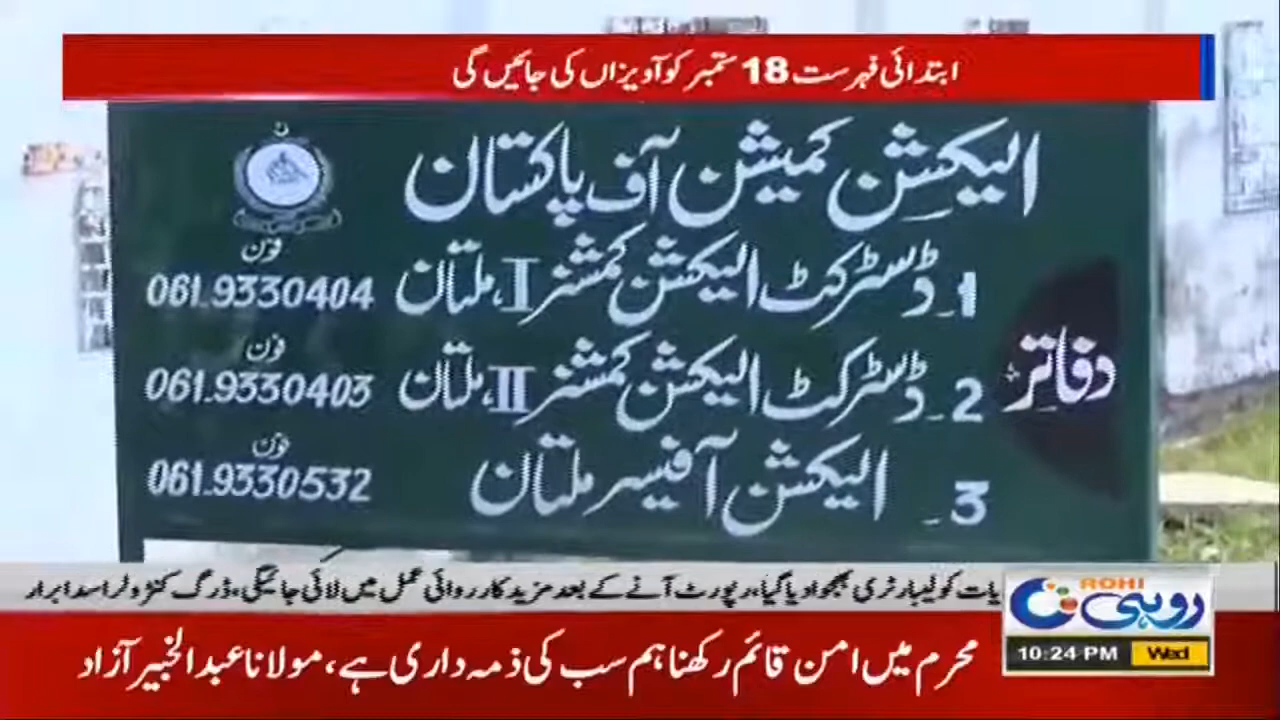 ابتدائی فہرست 18 ستمبر کو آویزاں کی جائیں گی
الیکشن کمیشن آف پاکستان
دفاتر
1۔ ڈسٹرکٹ الیکشن کمشنر I، ملتان فون 061-9330404
2۔ ڈسٹرکٹ الیکشن کمشنر II، ملتان فون 061-9330403
3۔ الیکشن آفیسر ملتان فون 061-9330532
یات کو لیبارٹری بھجوا دیا گیا، رپورٹ آنے کے بعد مزید کارروائی عمل میں لائی جائیگی، ڈرگ کنٹرولر اسد ابرار
ROHI
روہی
10:24 PM Wed
محرم میں امن قائم رکھنا ہم سب کی ذمہ داری ہے، مولانا عبدالخبیر آزاد